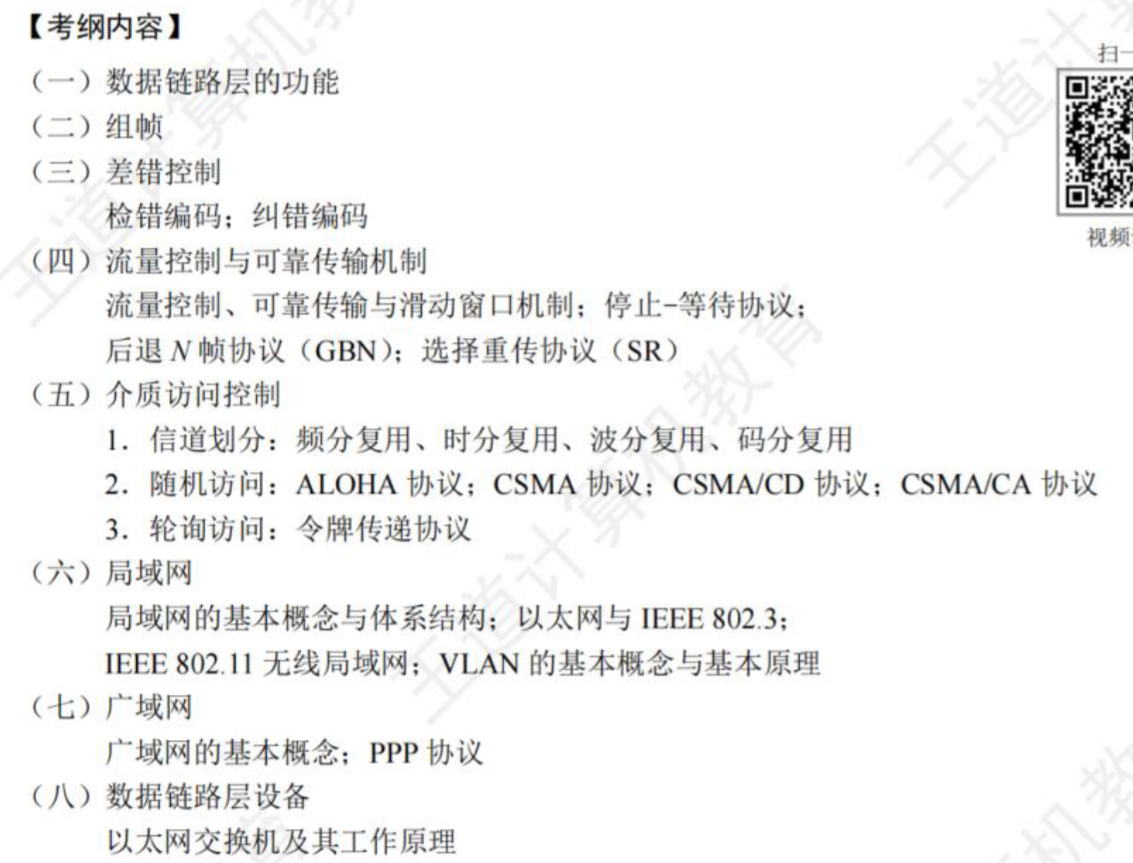 【考纲内容】
（一）数据链路层的功能
扫一
（二）组帧
（三）差错控制
检错编码；纠错编码
视频
（四）流量控制与可靠传输机制
流量控制、可靠传输与滑动窗口机制；停止-等待协议；
后退 N 帧协议（GBN）；选择重传协议（SR）
（五）介质访问控制
1．信道划分：频分复用、时分复用、波分复用、码分复用
2．随机访问：ALOHA 协议；CSMA 协议；CSMA/CD 协议；CSMA/CA 协议
3．轮询访问：令牌传递协议
（六）局域网
局域网的基本概念与体系结构；以太网与 IEEE 802.3；
IEEE 802.11 无线局域网；VLAN 的基本概念与基本原理
（七）广域网
广域网的基本概念；PPP 协议
（八）数据链路层设备
以太网交换机及其工作原理
王道计算机教育